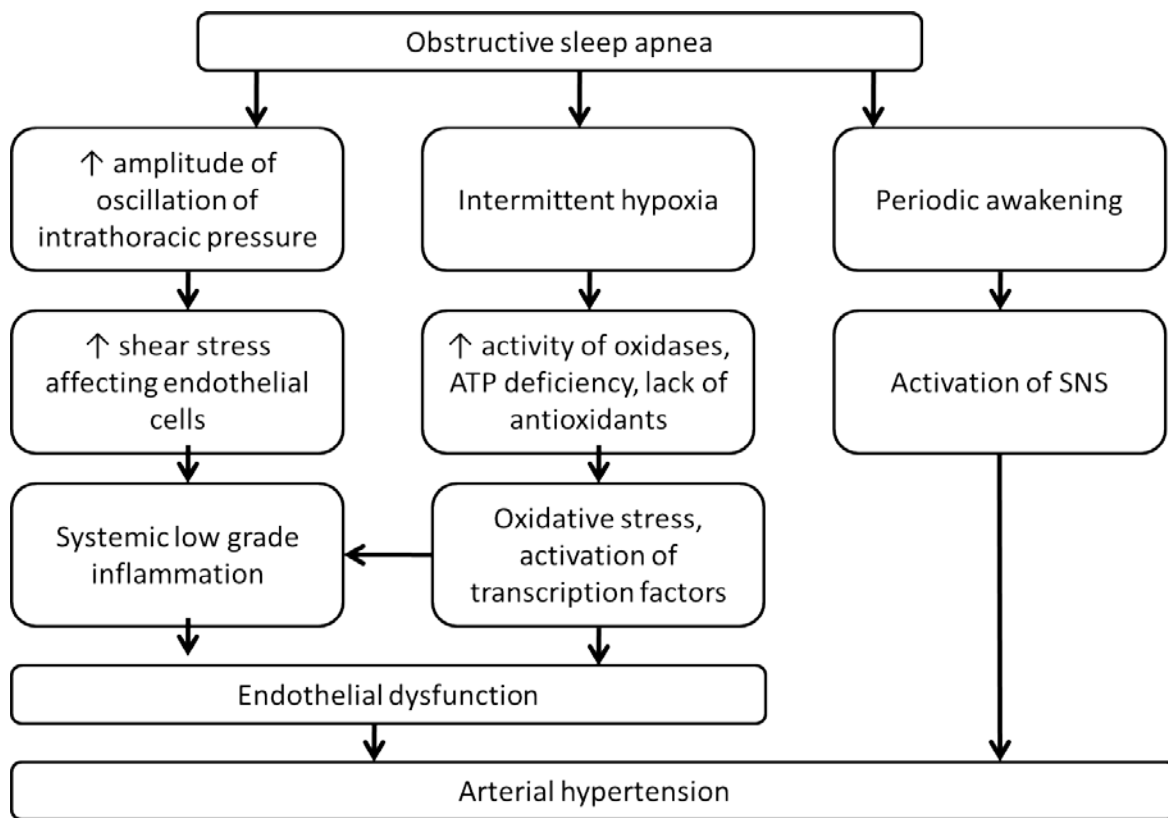 Obstructive sleep apnea
↑ amplitude of
oscillation of
intrathoracic pressure
Intermittent hypoxia
Periodic awakening
↑ shear stress
affecting endothelial
cells
↑ activity of oxidases,
ATP deficiency, lack of
antioxidants
Activation of SNS
Systemic low grade
inflammation
Oxidative stress,
activation of
transcription factors
Endothelial dysfunction
Arterial hypertension